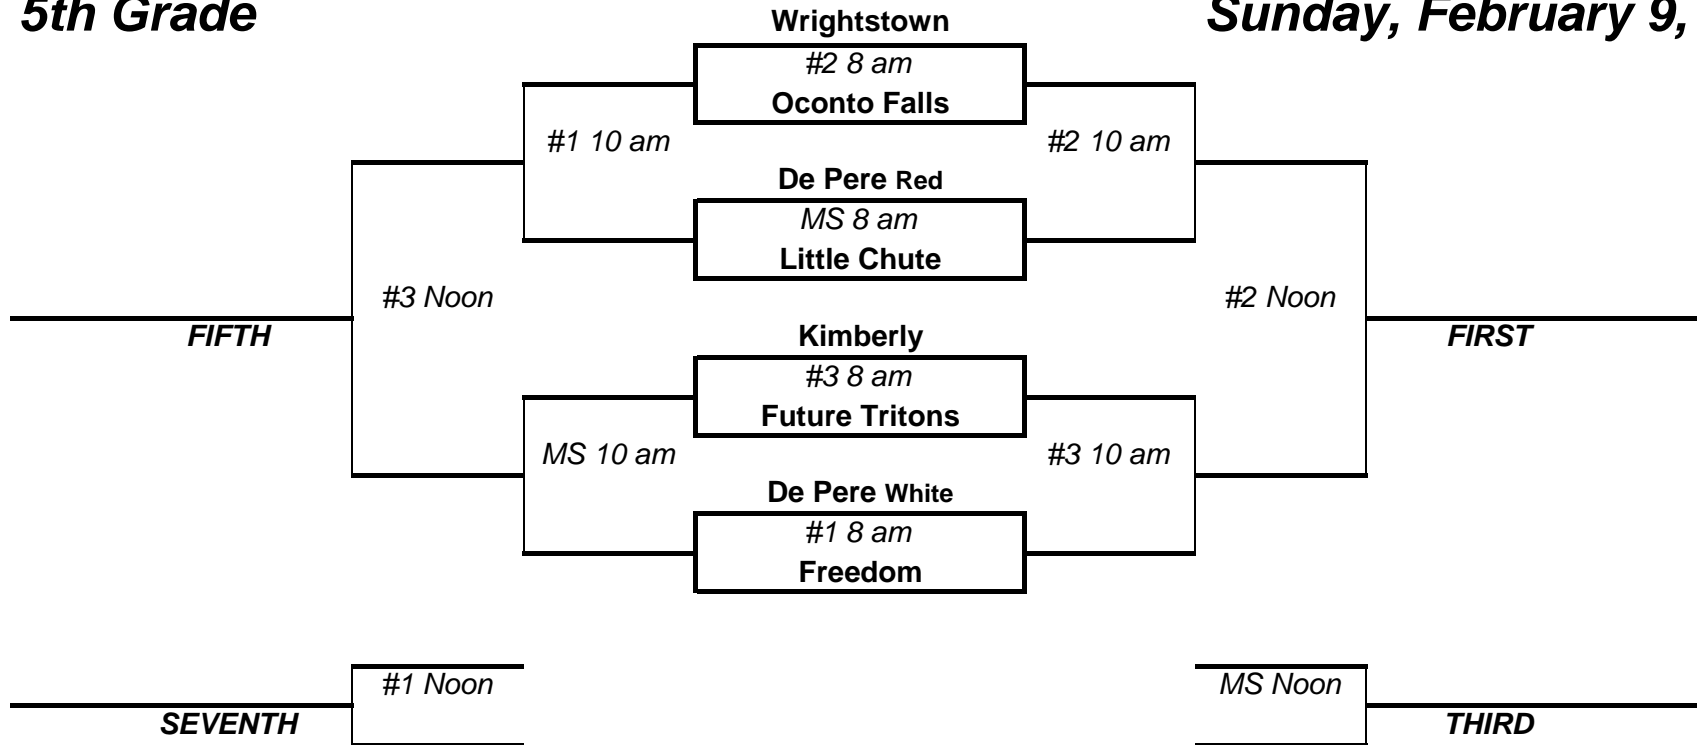 5th Grade
Sunday, February 9,
Wrightstown
#2 8 am
Oconto Falls
#1 10 am
#2 10 am
De Pere Red
MS 8 am
Little Chute
#3 Noon
#2 Noon
FIFTH
Kimberly
FIRST
#3 8 am
Future Tritons
MS 10 am
#3 10 am
De Pere White
#1 8 am
Freedom
#1 Noon
MS Noon
SEVENTH
THIRD